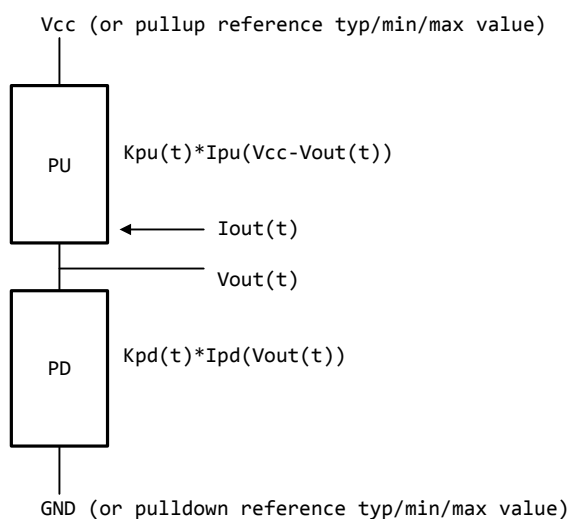 Vcc (or pullup reference typ/min/max value)
PU
Kpu(t)*Ipu(Vcc-Vout(t))
Iout(t)
Vout(t)
PD
Kpd(t)*Ipd(Vout(t))
GND (or pulldown reference typ/min/max value)